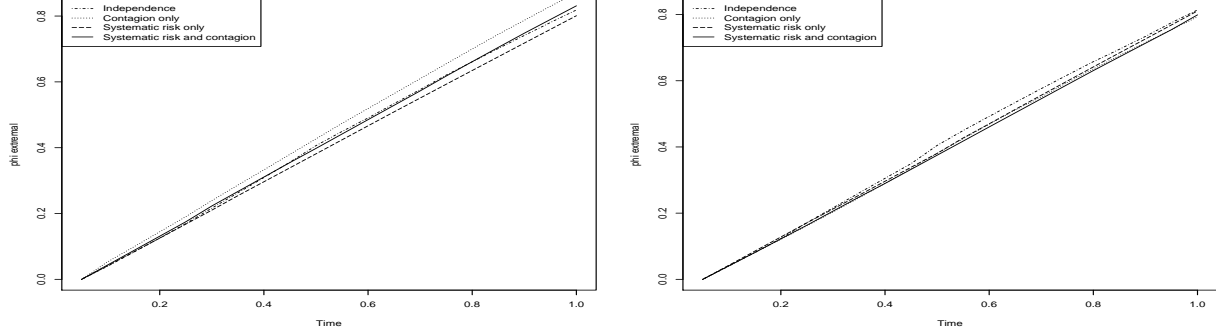 Independence
Contagion only
Systematic risk only
Systematic risk and contagion
phi extremal
0.8
0.6
0.4
0.2
0.0
0.2 0.4 0.6 0.8 1.0
Time
Independence
Contagion only
Systematic risk only
Systematic risk and contagion
phi extremal
0.8
0.6
0.4
0.2
0.0
0.2 0.4 0.6 0.8 1.0
Time